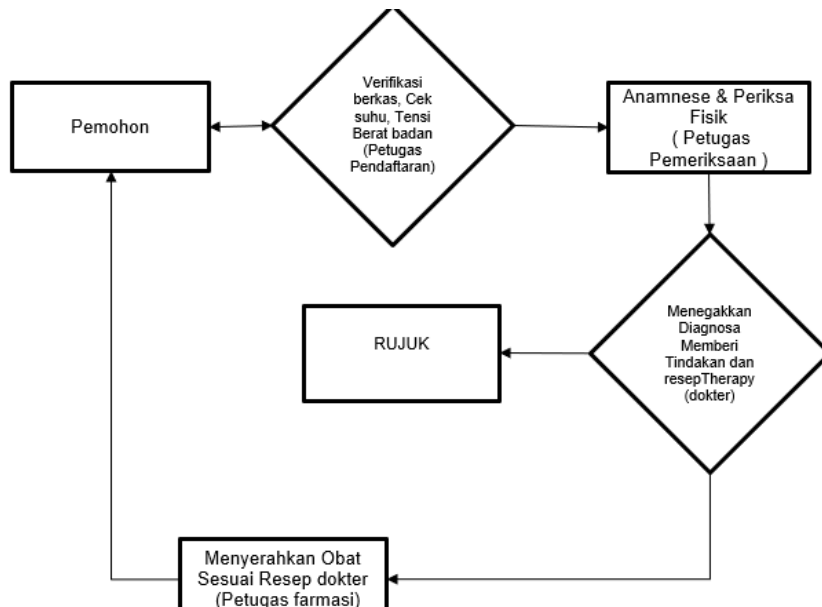 Pemohon
Verifikasi
berkas, Cek
suhu, Tensi
Berat badan
(Petugas
Pendaftaran)
Anamnese & Periksa
Fisik
( Petugas
Pemeriksaan )
Menegakkan
Diagnosa
Memberi
Tindakan dan
resepTherapy
(dokter)
RUJUK
Menyerahkan Obat
Sesuai Resep dokter
(Petugas farmasi)